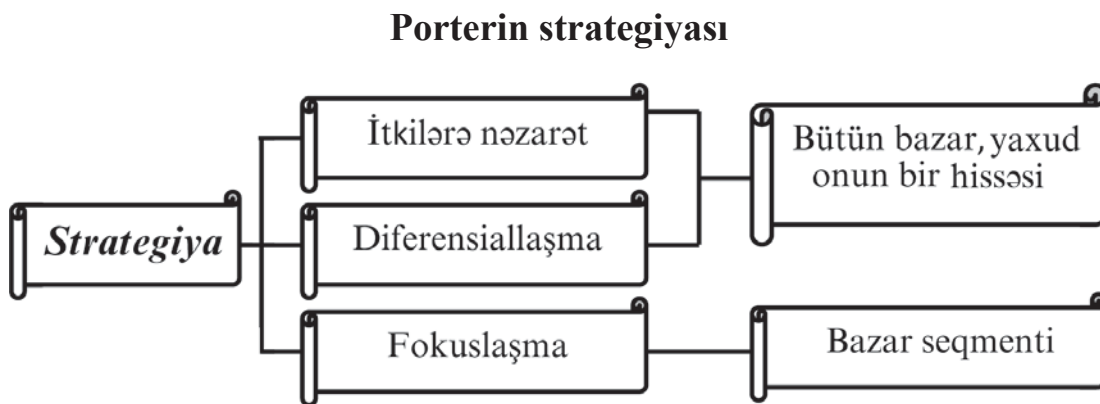 Porterin strategiyası
İtkilərə nəzarət
Bütün bazar, yaxud
onun bir hissəsi
Strategiya
Diferensiallaşma
Fokuslaşma
Bazar seqmenti